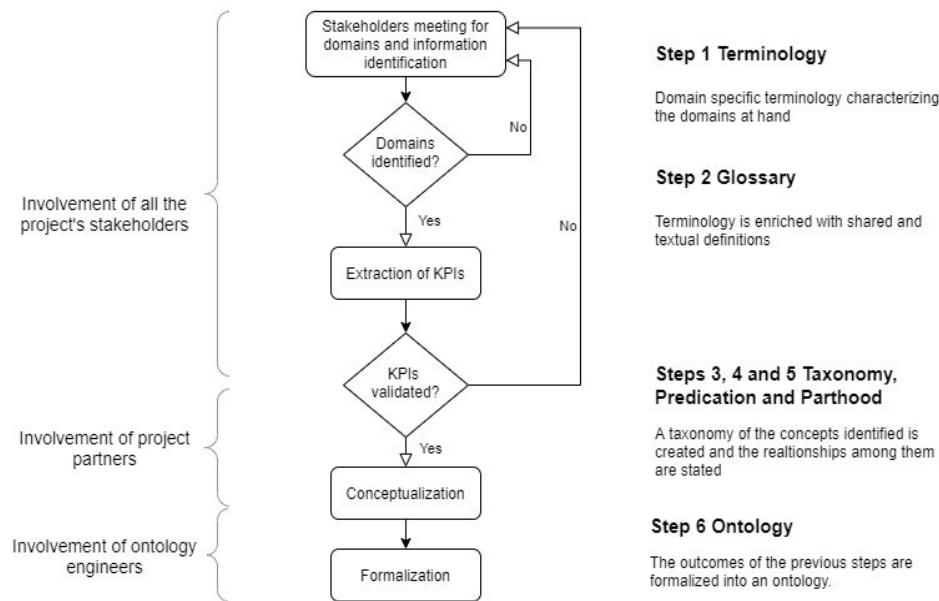 Stakeholders meeting for
domains and information
identification
No
Domains
identified?
Yes
Extraction of KPIs
No
KPIs
validated?
Yes
Conceptualization
Formalization
Involvement of all the
project's stakeholders
Involvement of project
partners
Involvement of ontology
engineers
Step 1 Terminology
Domain specific terminology characterizing
the domains at hand
Step 2 Glossary
Terminology is enriched with shared and
textual definitions
Steps 3, 4 and 5 Taxonomy,
Predication and Parthood
A taxonomy of the concepts identified is
created and the realtionships among them
are stated
Step 6 Ontology
The outcomes of the previous steps are
formalized into an ontology.